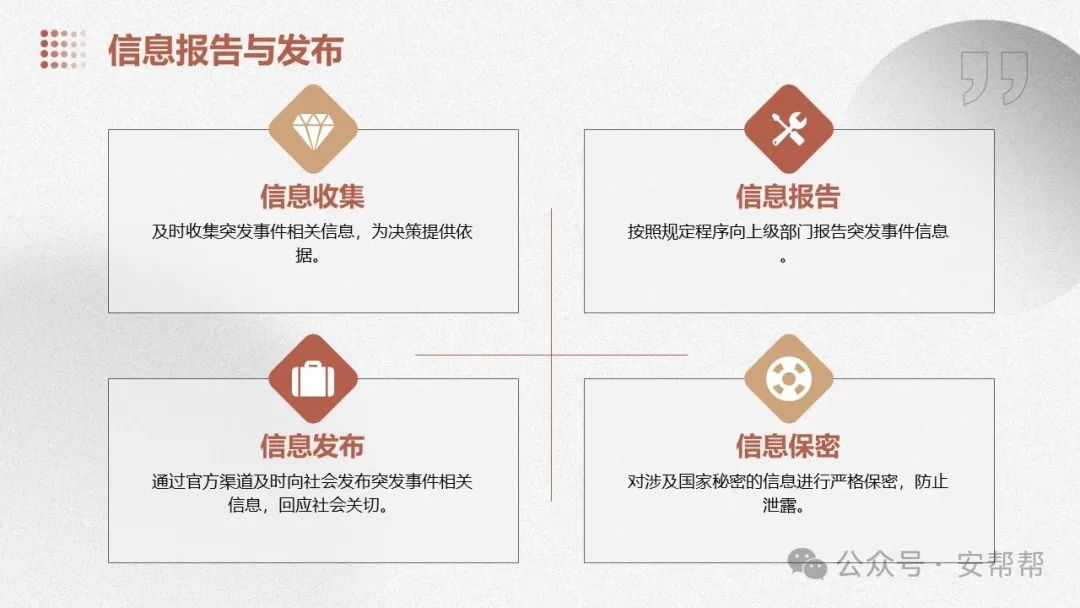 信息报告与发布
信息收集
及时收集突发事件相关信息，为决策提供依
据。
信息报告
按照规定程序向上级部门报告突发事件信息
。
信息发布
通过官方渠道及时向社会发布突发事件相关
信息，回应社会关切。
信息保密
对涉及国家秘密的信息进行严格保密，防止
泄露。
公众号·安帮帮